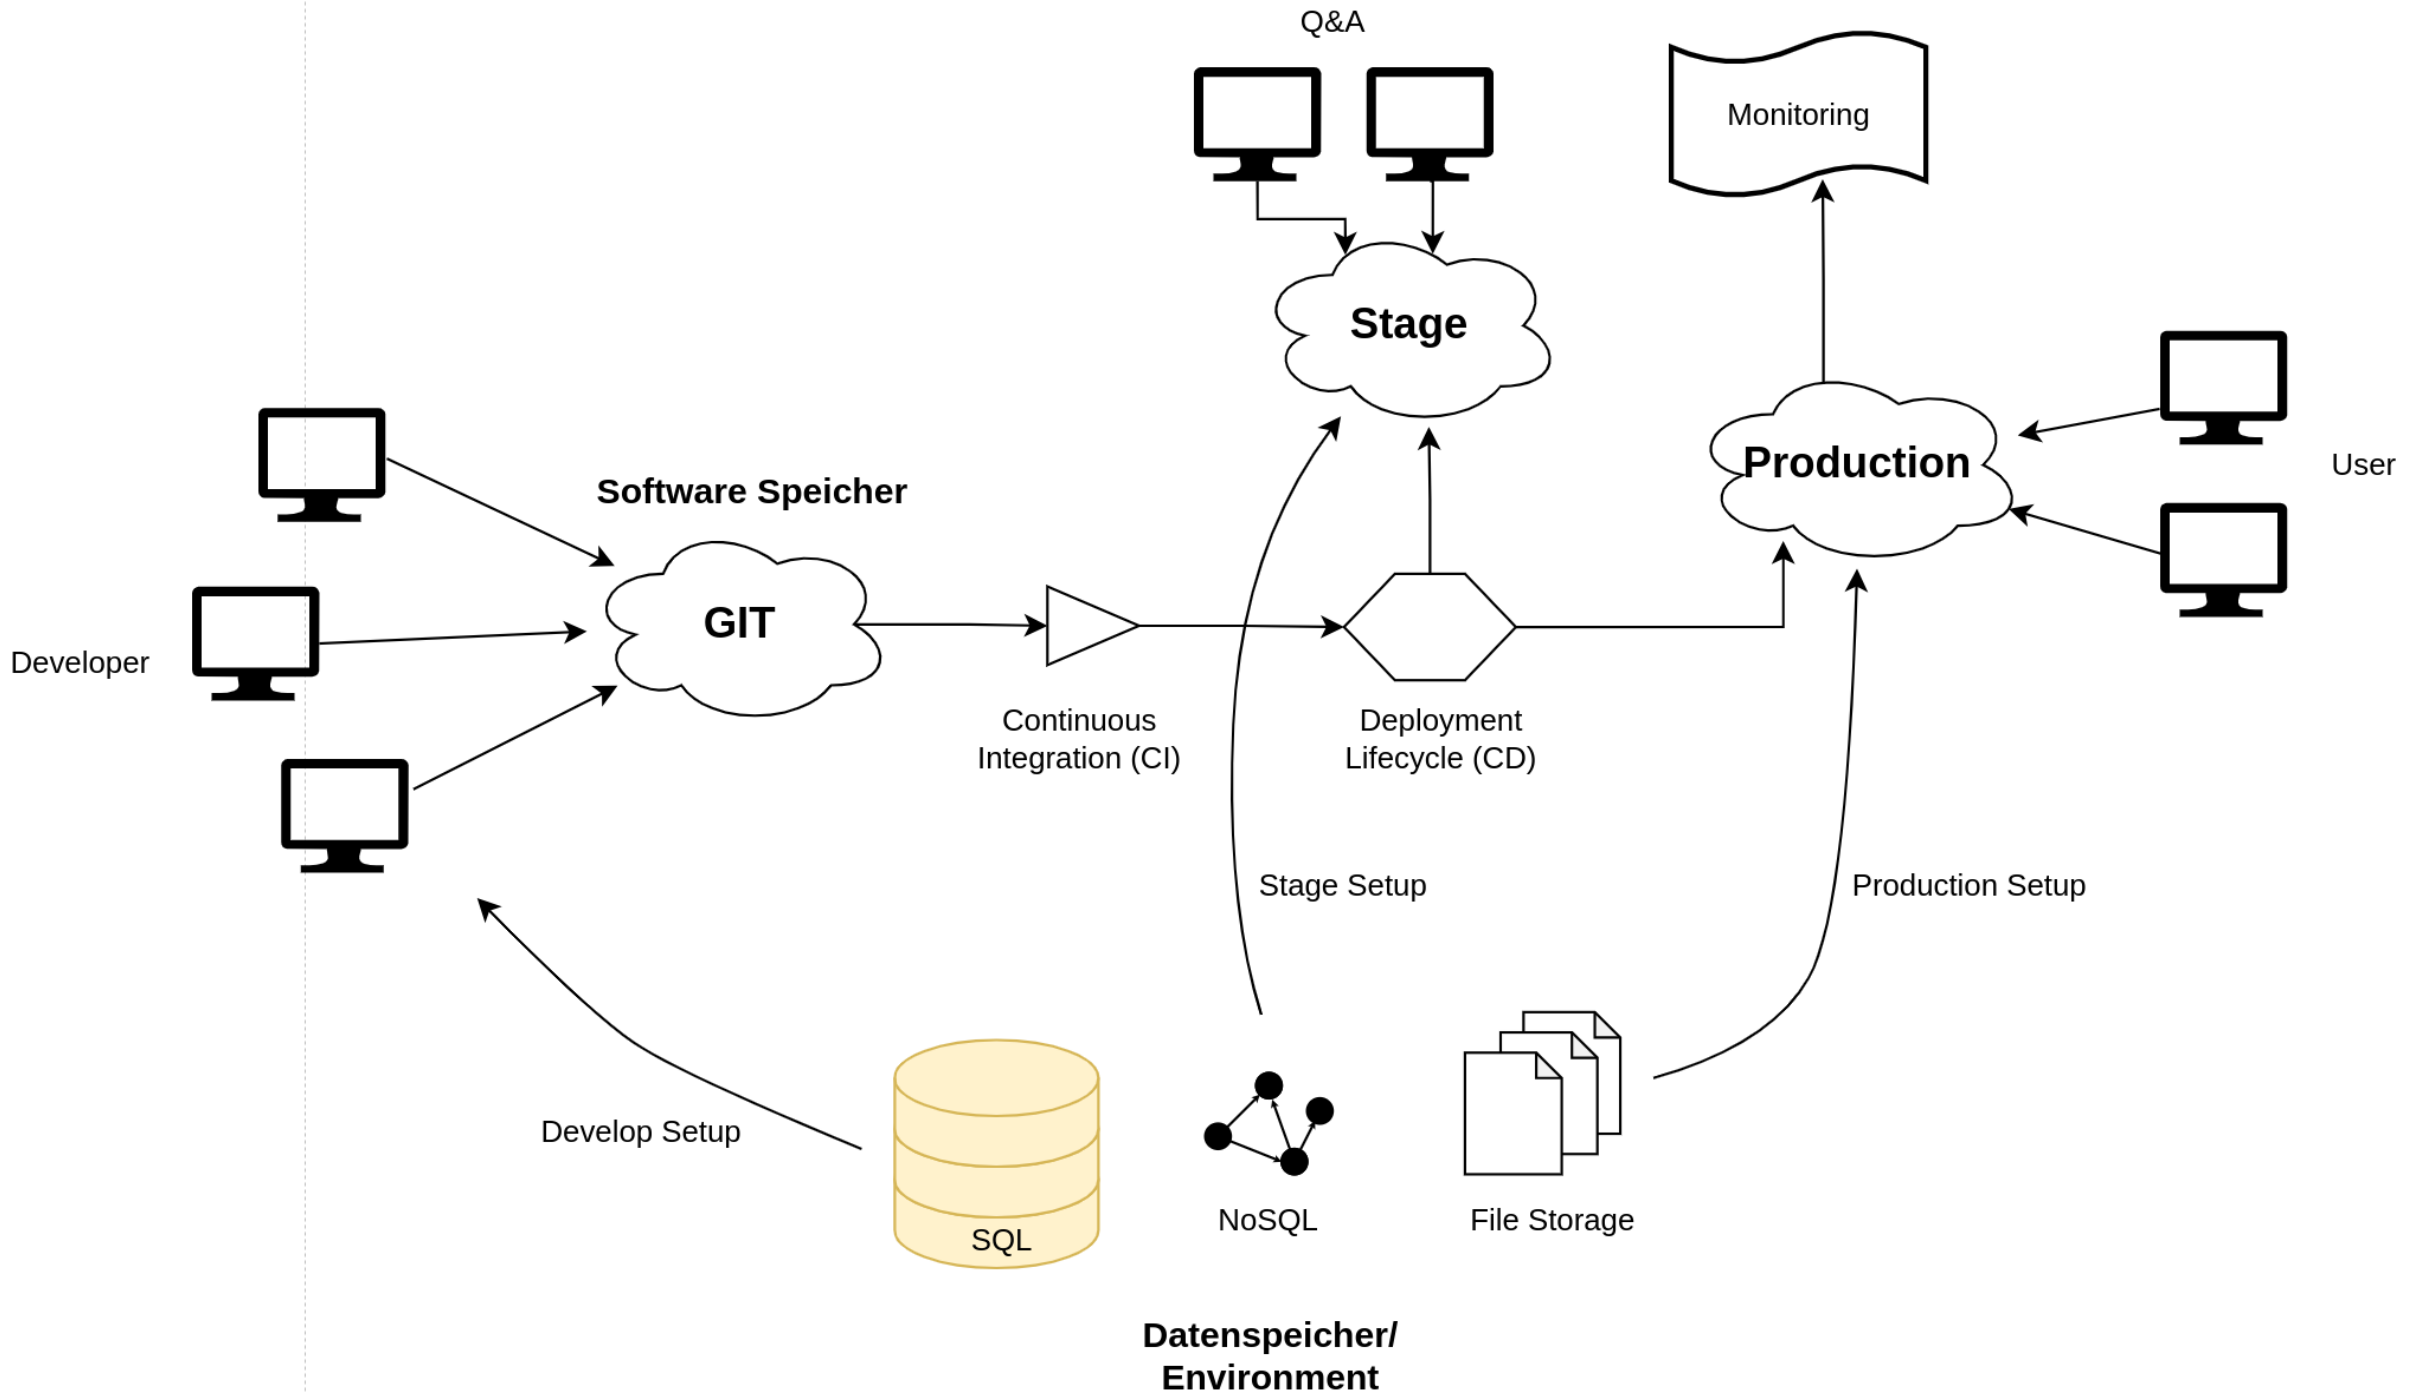 Q&A
Monitoring
Stage
Production
User
Software Speicher
GIT
Developer
Continuous
Integration (CI)
Deployment
Lifecycle (CD)
Stage Setup
Production Setup
Develop Setup
SQL
NoSQL
File Storage
Datenspeicher/
Environment